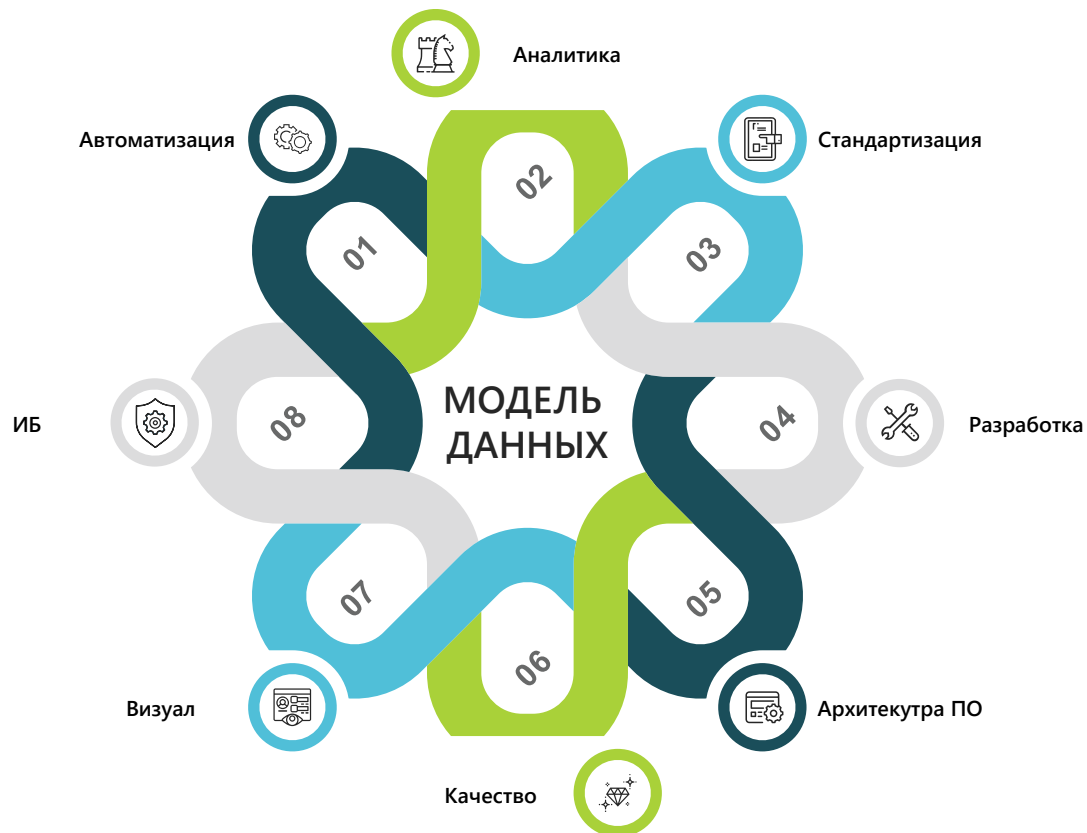 Аналитика
Автоматизация
Стандартизация
02
01
03
МОДЕЛЬ
ДАННЫХ
ИБ
08
04
Разработка
07
05
06
Визуал
Архитекутра ПО
Качество